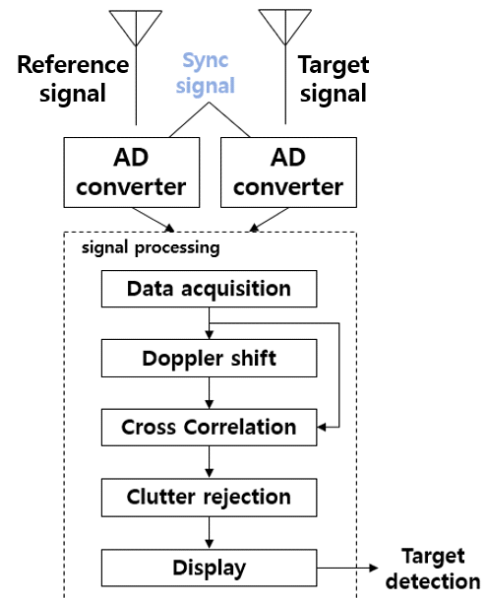 Reference
signal
Sync
signal
Target
signal
AD
converter
AD
converter
signal processing
Data acquisition
Doppler shift
Cross Correlation
Clutter rejection
Display
Target
detection